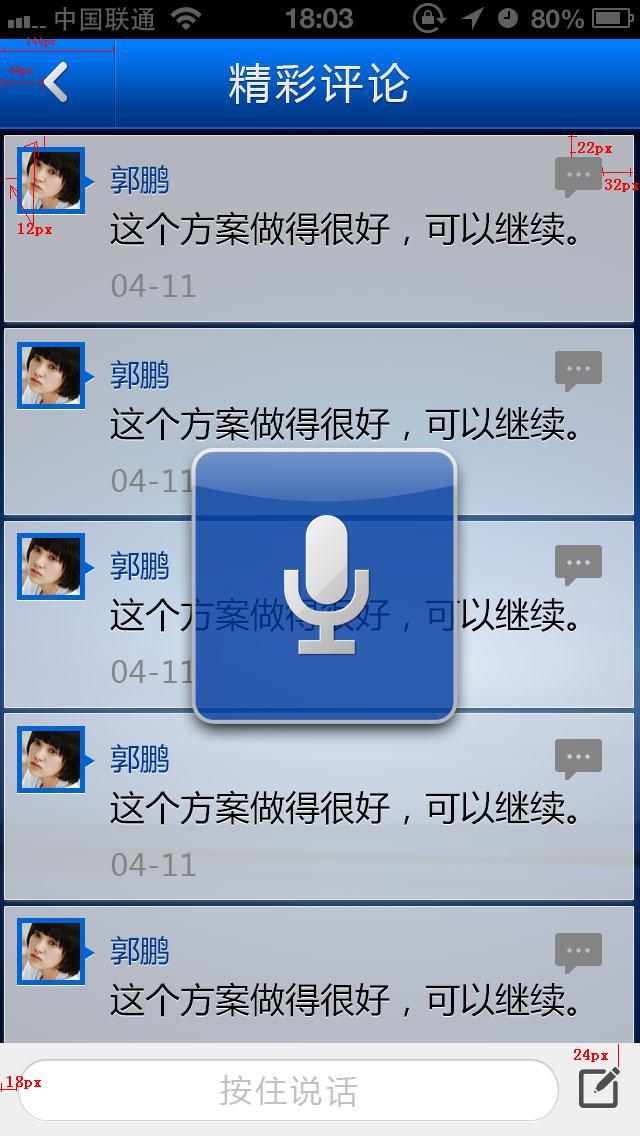 中国联通 18:03 80%
144px
44px
精彩评论
22px
32px
12px
郭鹏
这个方案做得很好，可以继续。
04-11
郭鹏
这个方案做得很好，可以继续。
04-11
郭鹏
这个方案做得很好，可以继续。
04-11
郭鹏
这个方案做得很好，可以继续。
04-11
郭鹏
这个方案做得很好，可以继续。
24px
18px
按住说话